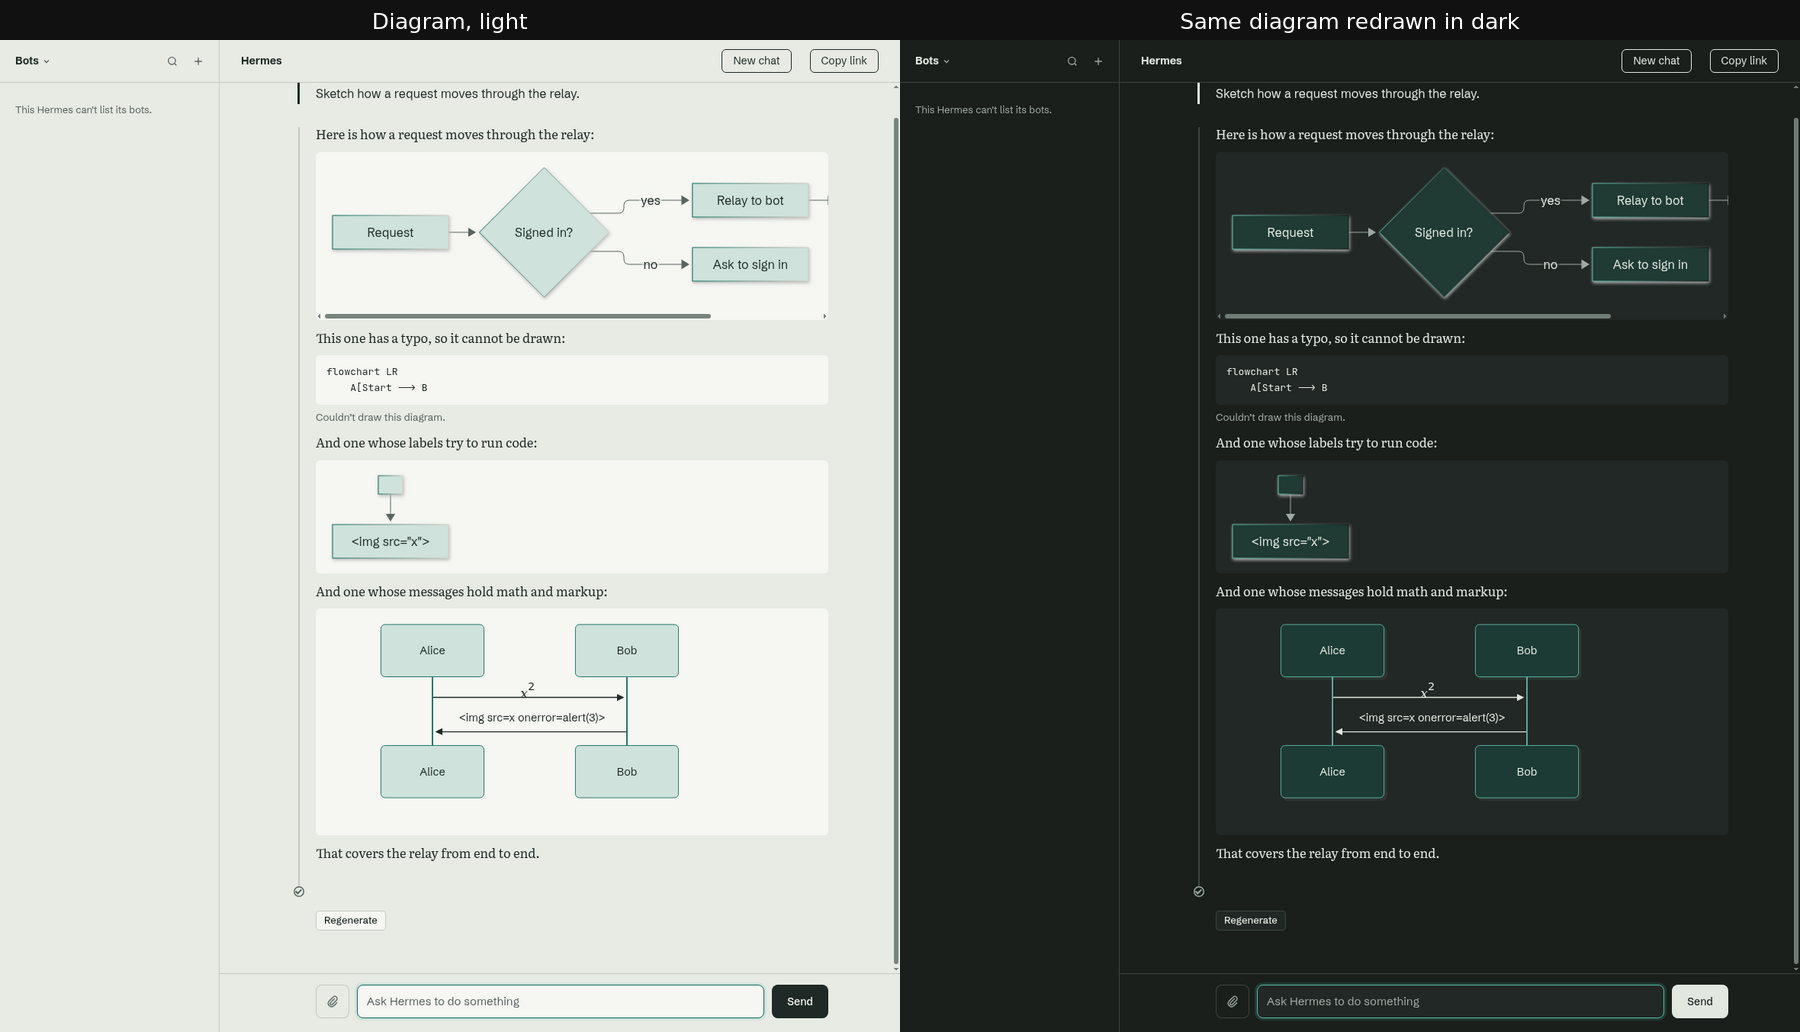 Diagram, light
Bots
Hermes
New chat
Copy link
This Hermes can't list its bots.
Sketch how a request moves through the relay.
Here is how a request moves through the relay:
Request
Signed in?
yes
Relay to bot
no
Ask to sign in
This one has a typo, so it cannot be drawn:
flowchart LR
    A[Start --> B
Couldn't draw this diagram.
And one whose labels try to run code:
<img src="x">
And one whose messages hold math and markup:
Alice
Bob
x²
<img src=x onerror=alert(3)>
Alice
Bob
That covers the relay from end to end.
Regenerate
Ask Hermes to do something
Send
Same diagram redrawn in dark
Bots
Hermes
New chat
Copy link
This Hermes can't list its bots.
Sketch how a request moves through the relay.
Here is how a request moves through the relay:
Request
Signed in?
yes
Relay to bot
no
Ask to sign in
This one has a typo, so it cannot be drawn:
flowchart LR
    A[Start --> B
Couldn't draw this diagram.
And one whose labels try to run code:
<img src="x">
And one whose messages hold math and markup:
Alice
Bob
x²
<img src=x onerror=alert(3)>
Alice
Bob
That covers the relay from end to end.
Regenerate
Ask Hermes to do something
Send